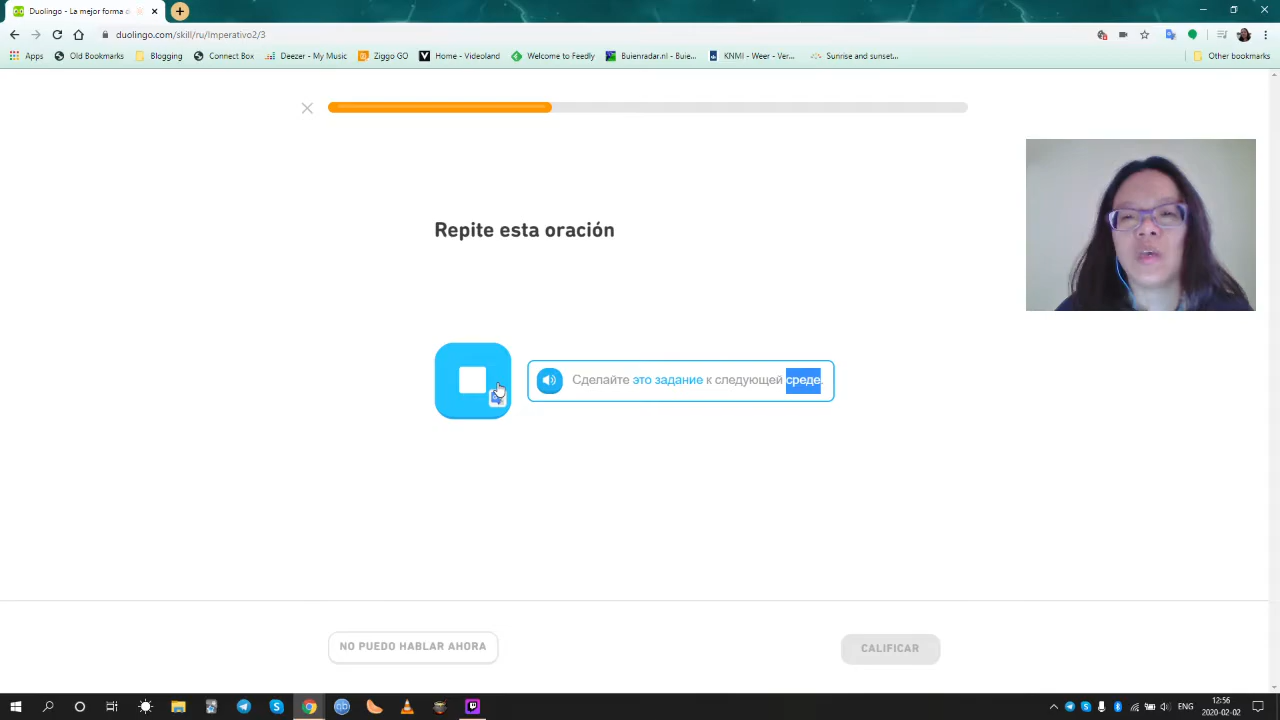 Duolingo - La mejor forma d
duolingo.com/skill/ru/Imperativo2/3
Apps
Old Bookmarks
Blogging
Connect Box
Deezer - My Music
Ziggo GO
Home - Videoland
Welcome to Feedly
Buienradar.nl - Buie...
KNMI - Weer - Ver...
Sunrise and sunset...
Other bookmarks
Repite esta oración
Сделайте это задание к следующей среде.
NO PUEDO HABLAR AHORA
CALIFICAR
ENG
12:56
2020-02-02